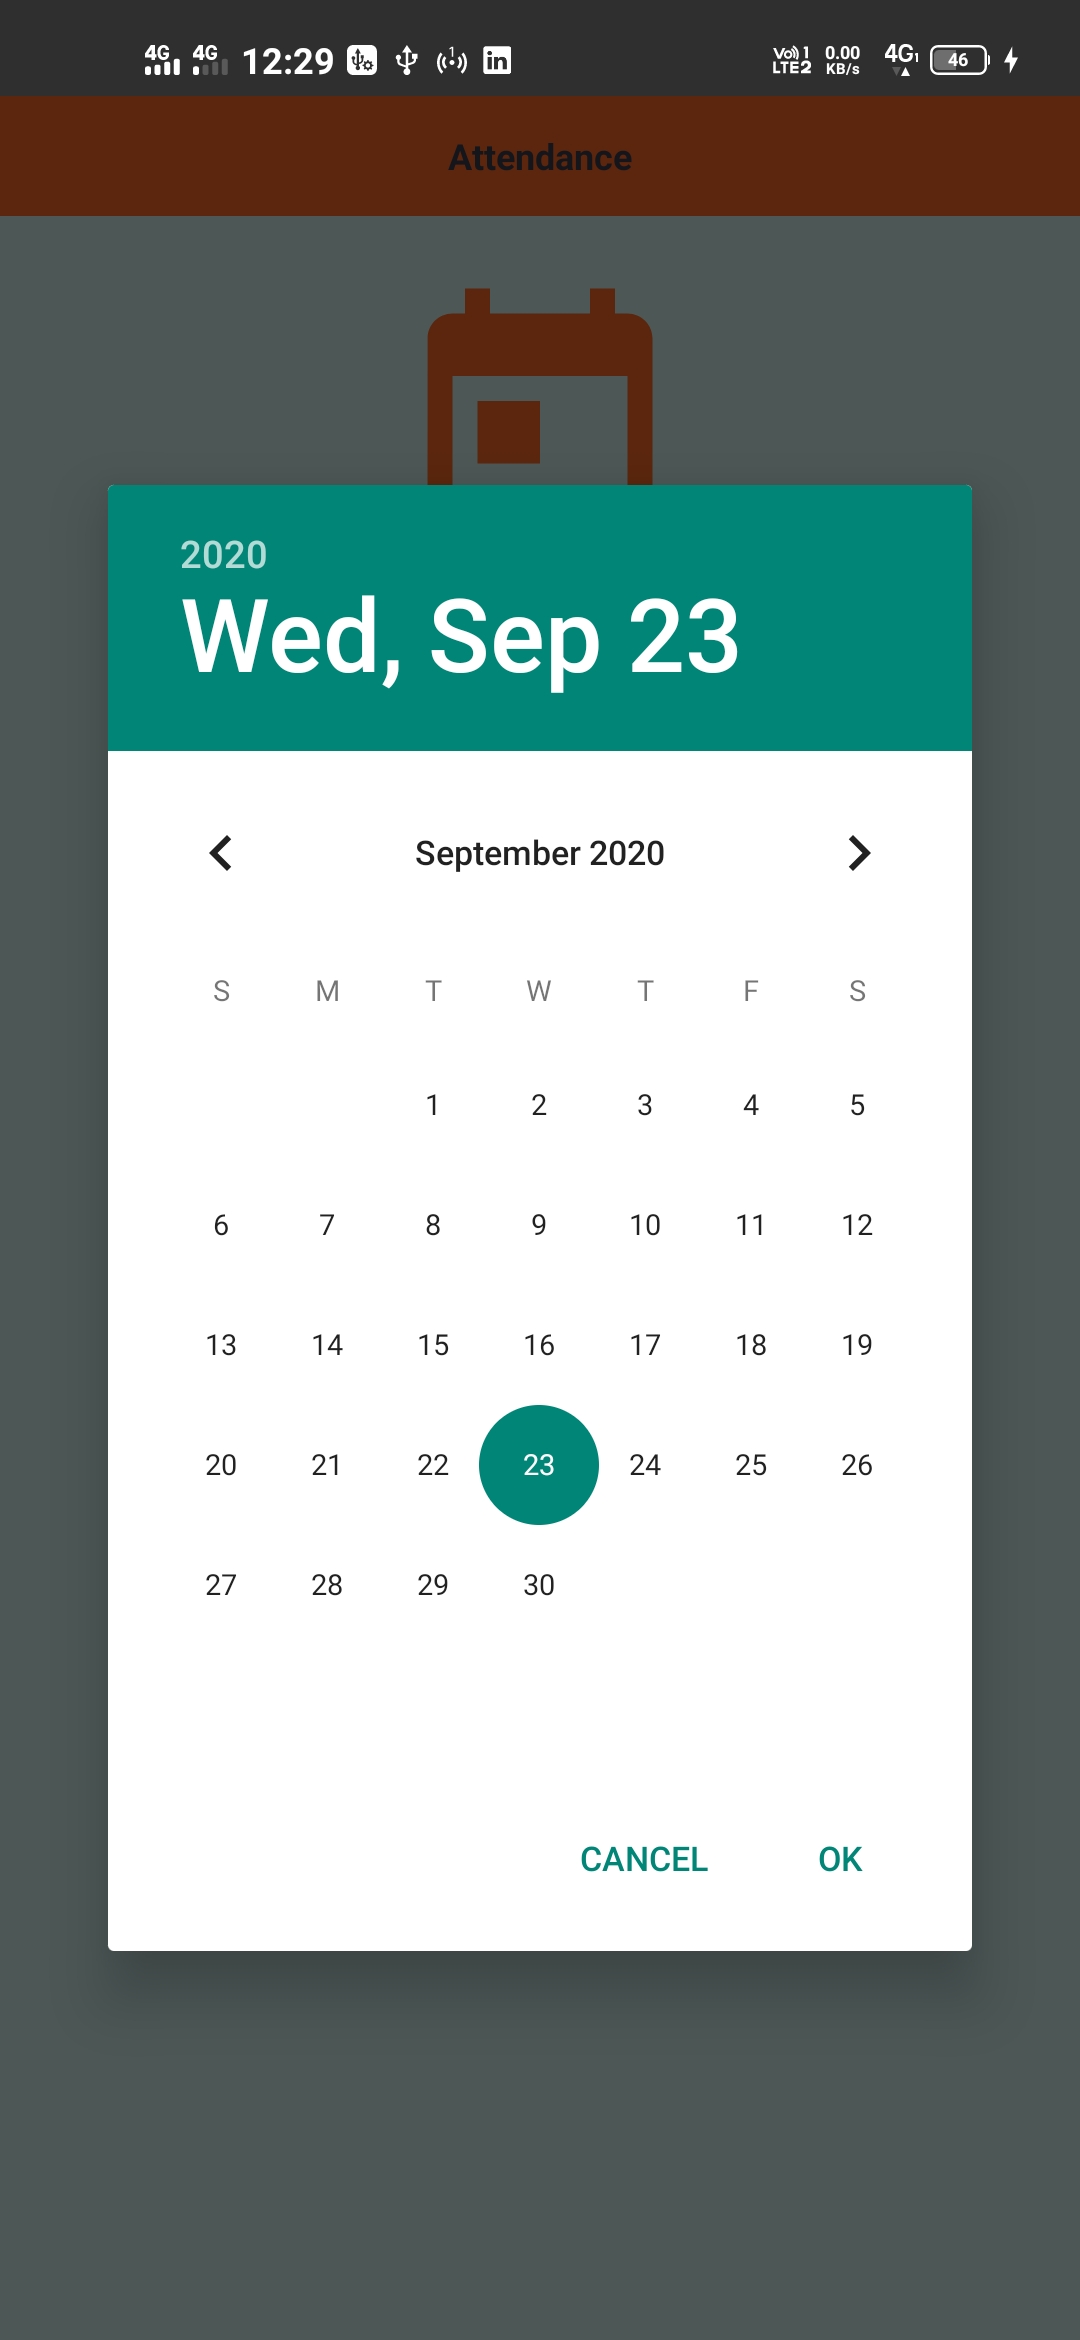 4G 4G 12:29 1 in Vo) 1 LTE2 0.00 KB/s 4G1 46
Attendance
2020
Wed, Sep 23
September 2020
S M T W T F S
1 2 3 4 5
6 7 8 9 10 11 12
13 14 15 16 17 18 19
20 21 22 23 24 25 26
27 28 29 30
CANCEL OK